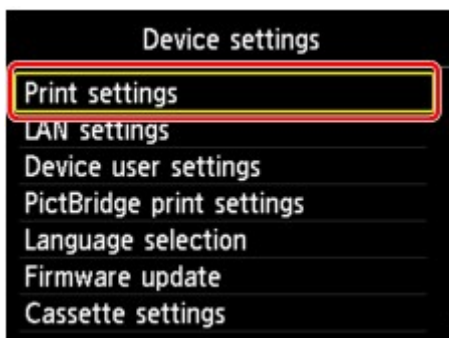 Device settings
Print settings
LAN settings
Device user settings
PictBridge print settings
Language selection
Firmware update
Cassette settings